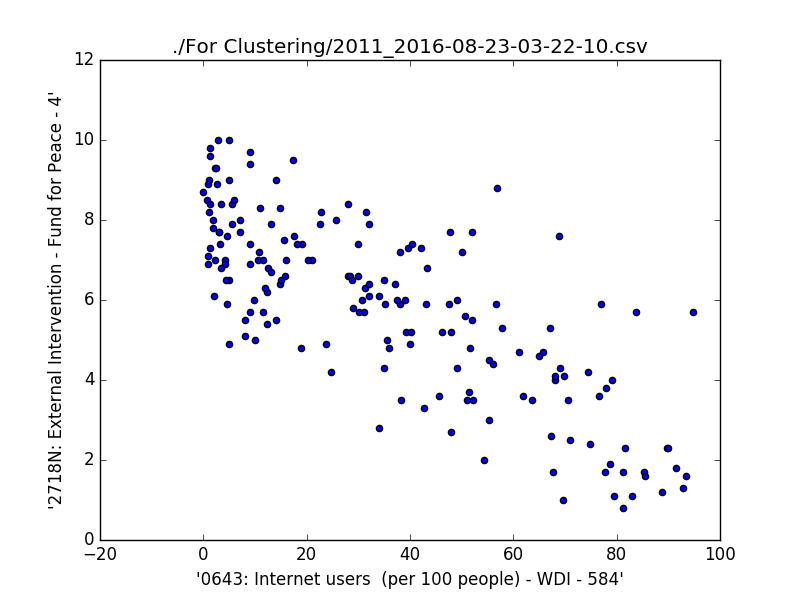 ./For Clustering/2011_2016-08-23-03-22-10.csv
12
10
8
6
4
2
0
'2718N: External Intervention - Fund for Peace - 4'
−20 0 20 40 60 80 100
'0643: Internet users  (per 100 people) - WDI - 584'